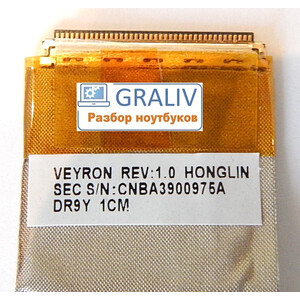 GRALIV
Разбор ноутбуков
VEYRON REV:1.0 HONGLIN
SEC S/N:CNBA3900975A
DR9Y 1CM